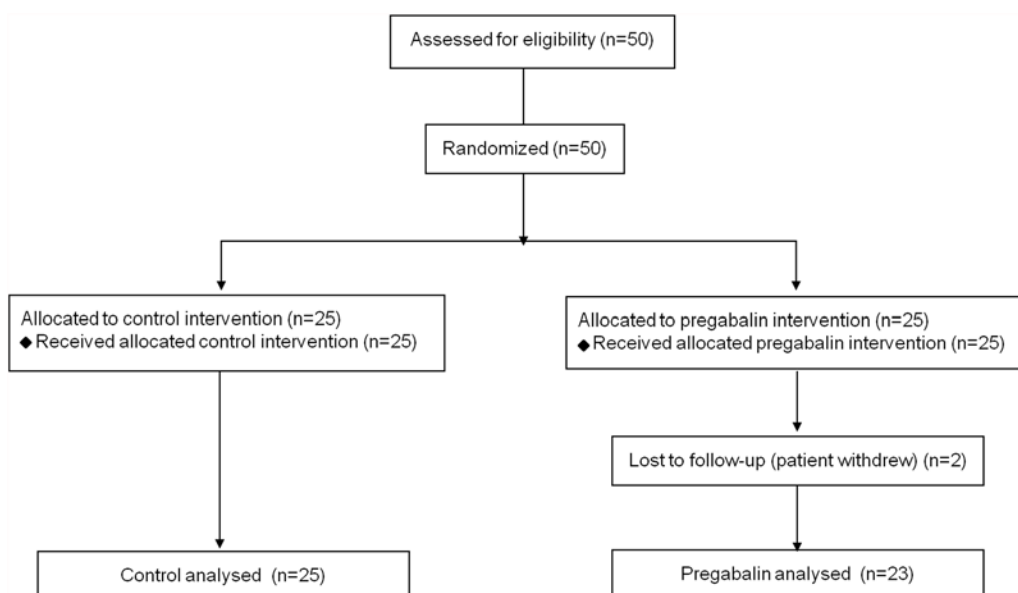 Assessed for eligibility (n=50)
Randomized (n=50)
Allocated to control intervention (n=25)
◆ Received allocated control intervention (n=25)
Allocated to pregabalin intervention (n=25)
◆ Received allocated pregabalin intervention (n=25)
Lost to follow-up (patient withdrew) (n=2)
Control analysed (n=25)
Pregabalin analysed (n=23)